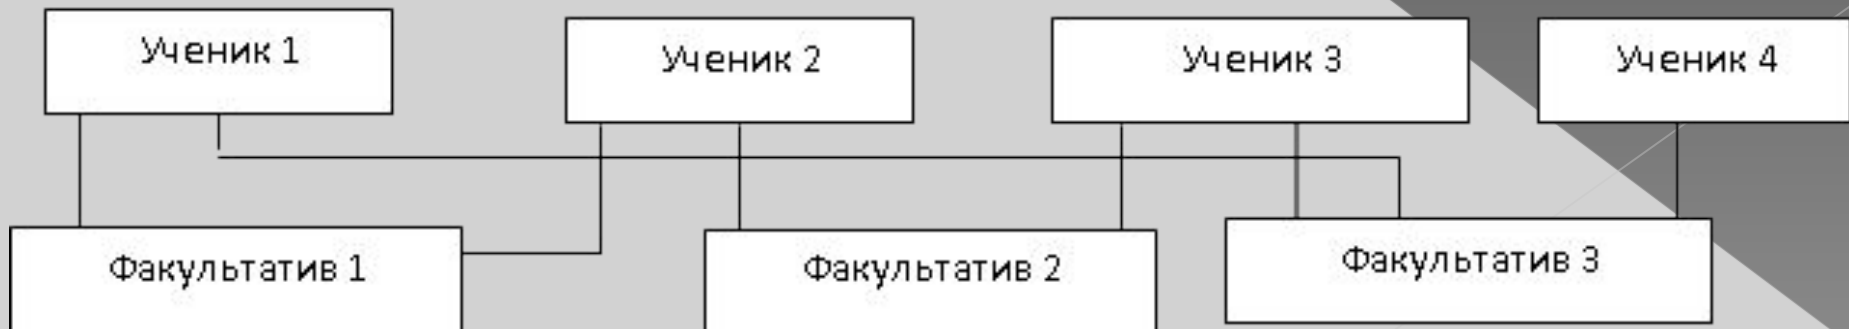 Ученик 1
Ученик 2
Ученик 3
Ученик 4
Факультатив 1
Факультатив 2
Факультатив 3